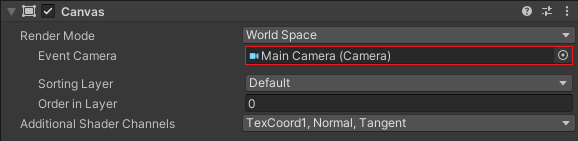 Canvas
Render Mode World Space
Event Camera Main Camera (Camera)
Sorting Layer Default
Order in Layer 0
Additional Shader Channels TexCoord1, Normal, Tangent